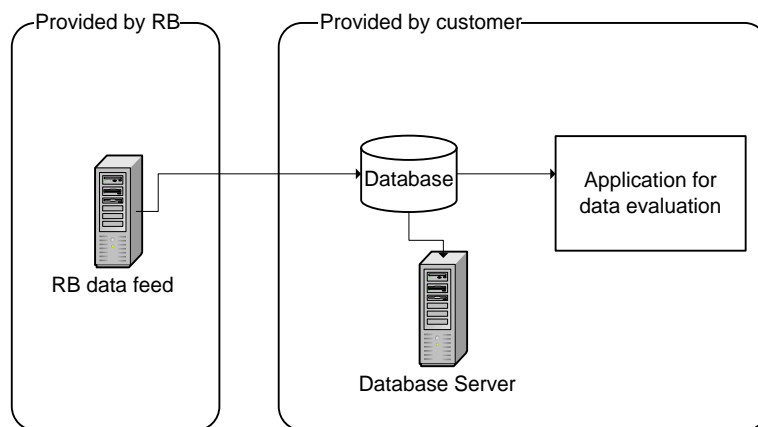 Provided by RB
Provided by customer
Database
Application for
data evaluation
RB data feed
Database Server